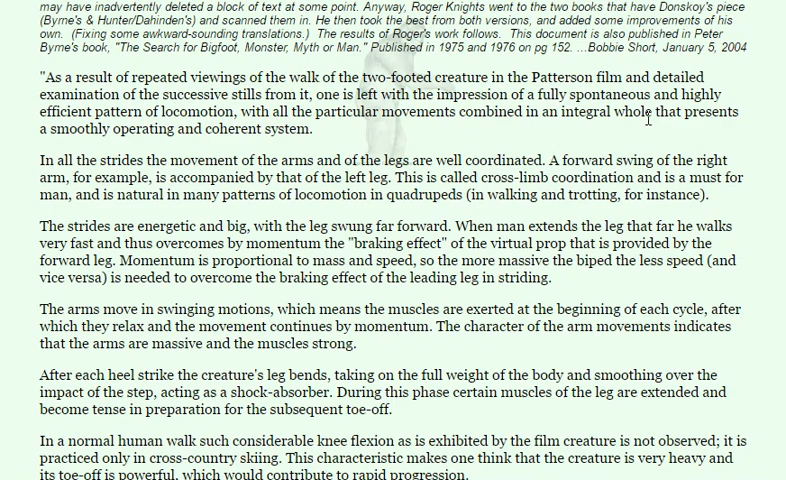 may have inadvertently deleted a block of text at some point. Anyway, Roger Knights went to the two books that have Donskoy's piece
(Byrne's & Hunter/Dahinden's) and scanned them in. He then took the best from both versions, and added some improvements of his
own. (Fixing some awkward-sounding translations.) The results of Roger's work follows. This document is also published in Peter
Byrne's book, "The Search for Bigfoot, Monster, Myth or Man." Published in 1975 and 1976 on pg 152. ...Bobbie Short, January 5, 2004
"As a result of repeated viewings of the walk of the two-footed creature in the Patterson film and detailed
examination of the successive stills from it, one is left with the impression of a fully spontaneous and highly
efficient pattern of locomotion, with all the particular movements combined in an integral whole that presents
a smoothly operating and coherent system.
In all the strides the movement of the arms and of the legs are well coordinated. A forward swing of the right
arm, for example, is accompanied by that of the left leg. This is called cross-limb coordination and is a must for
man, and is natural in many patterns of locomotion in quadrupeds (in walking and trotting, for instance).
The strides are energetic and big, with the leg swung far forward. When man extends the leg that far he walks
very fast and thus overcomes by momentum the "braking effect" of the virtual prop that is provided by the
forward leg. Momentum is proportional to mass and speed, so the more massive the biped the less speed (and
vice versa) is needed to overcome the braking effect of the leading leg in striding.
The arms move in swinging motions, which means the muscles are exerted at the beginning of each cycle, after
which they relax and the movement continues by momentum. The character of the arm movements indicates
that the arms are massive and the muscles strong.
After each heel strike the creature's leg bends, taking on the full weight of the body and smoothing over the
impact of the step, acting as a shock-absorber. During this phase certain muscles of the leg are extended and
become tense in preparation for the subsequent toe-off.
In a normal human walk such considerable knee flexion as is exhibited by the film creature is not observed; it is
practiced only in cross-country skiing. This characteristic makes one think that the creature is very heavy and
its toe-off is powerful, which would contribute to rapid progression.